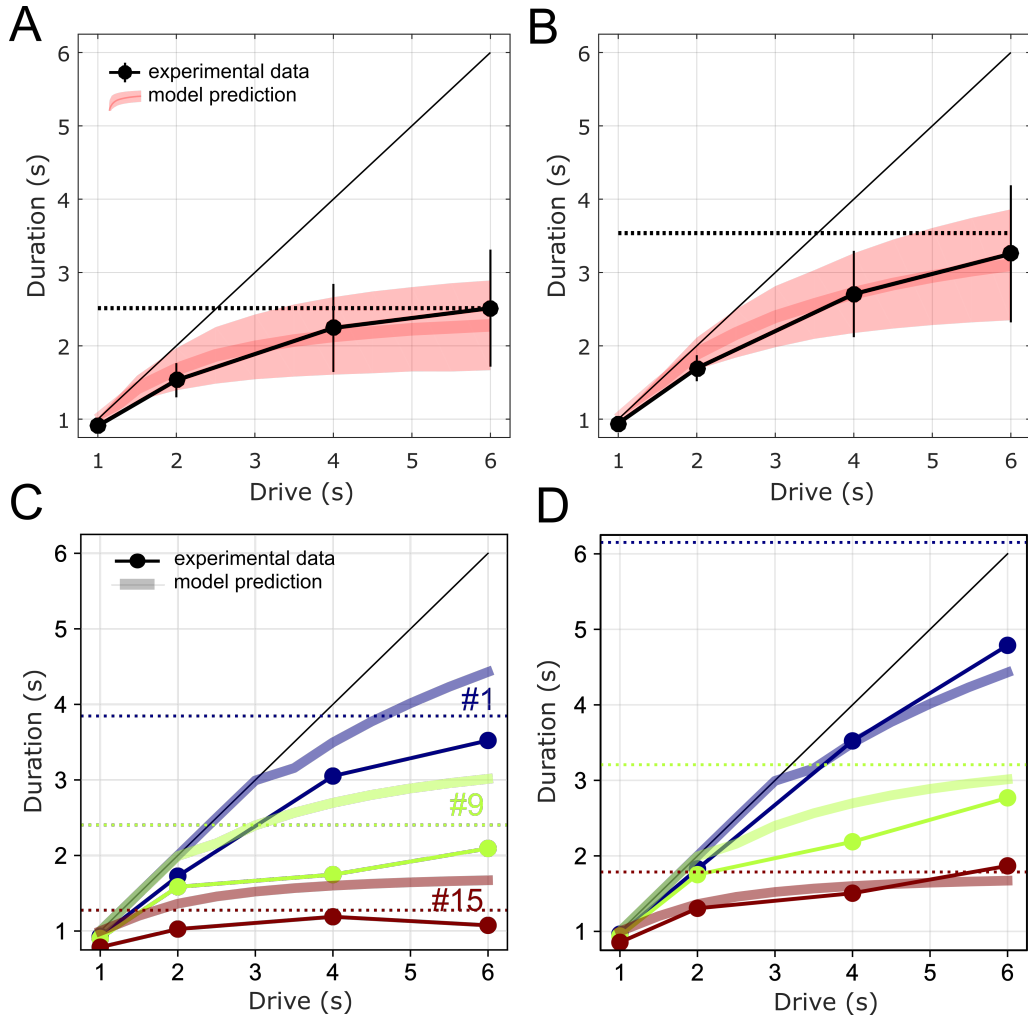 A
B
experimental data
model prediction
6
5
4
3
2
1
Duration (s)
1 2 3 4 5 6
Drive (s)
6
5
4
3
2
1
Duration (s)
1 2 3 4 5 6
Drive (s)
C
D
experimental data
model prediction
6
5
4
3
2
1
Duration (s)
#1
#9
#15
1 2 3 4 5 6
Drive (s)
6
5
4
3
2
1
Duration (s)
1 2 3 4 5 6
Drive (s)